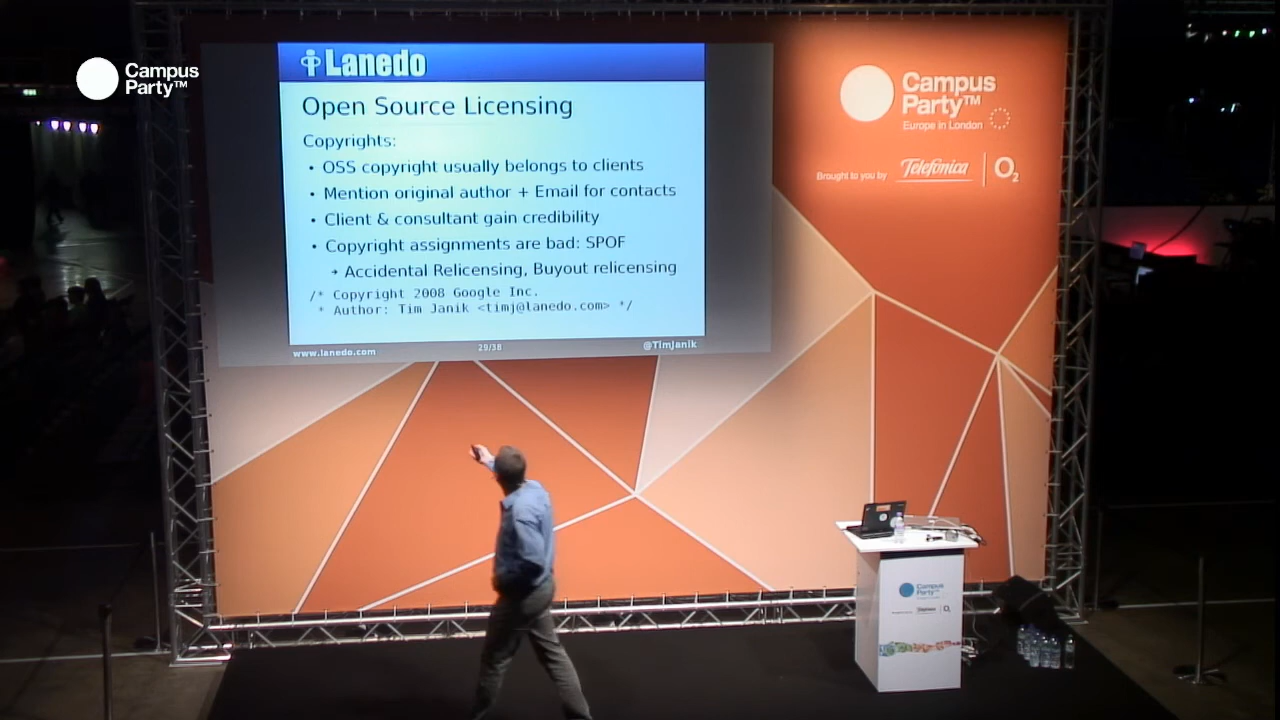 Campus
Party™
Lanedo
Open Source Licensing
Copyrights:
• OSS copyright usually belongs to clients
• Mention original author + Email for contacts
• Client & consultant gain credibility
• Copyright assignments are bad: SPOF
→ Accidental Relicensing, Buyout relicensing
/* Copyright 2008 Google Inc.
* Author: Tim Janik <timj@lanedo.com> */
www.lanedo.com
29/38
@TimJanik
Campus
Party™
Europe in London
Brought to you by
Telefónica
O2
Campus
Party™